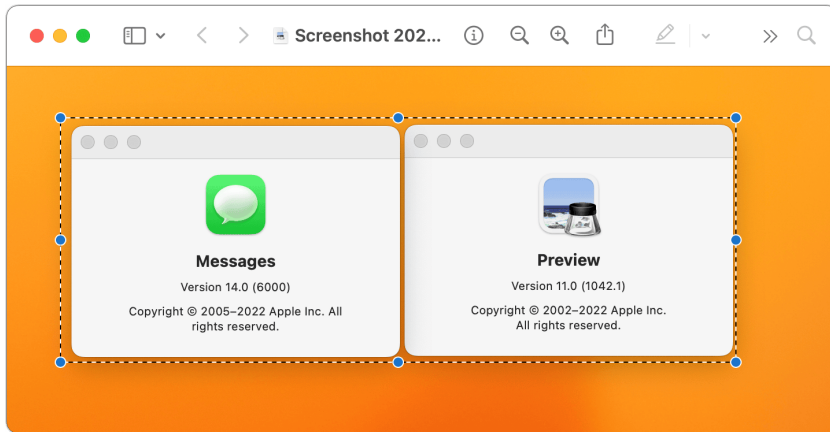 Screenshot 202...
Messages
Version 14.0 (6000)
Copyright © 2005–2022 Apple Inc. All
rights reserved.
Preview
Version 11.0 (1042.1)
Copyright © 2002–2022 Apple Inc.
All rights reserved.